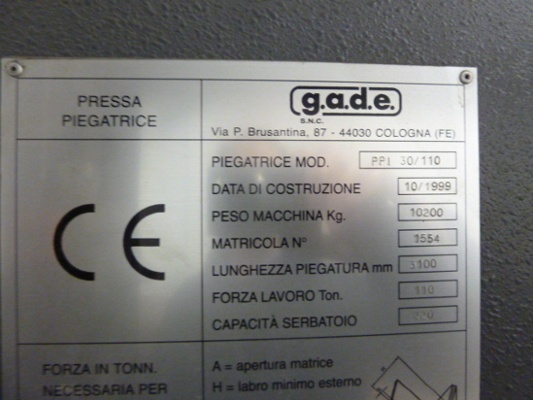 PRESSA
PIEGATRICE
g.a.d.e.
S.N.C.
Via P. Brusantina, 87 - 44030 COLOGNA (FE)
PIEGATRICE MOD. PPI 30/110
DATA DI COSTRUZIONE 10/1999
PESO MACCHINA Kg. 10200
MATRICOLA N° 1554
LUNGHEZZA PIEGATURA mm 3100
FORZA LAVORO Ton. 110
CAPACITÀ SERBATOIO
CE
FORZA IN TONN.
NECESSARIA PER
A = apertura matrice
H = labro minimo esterno